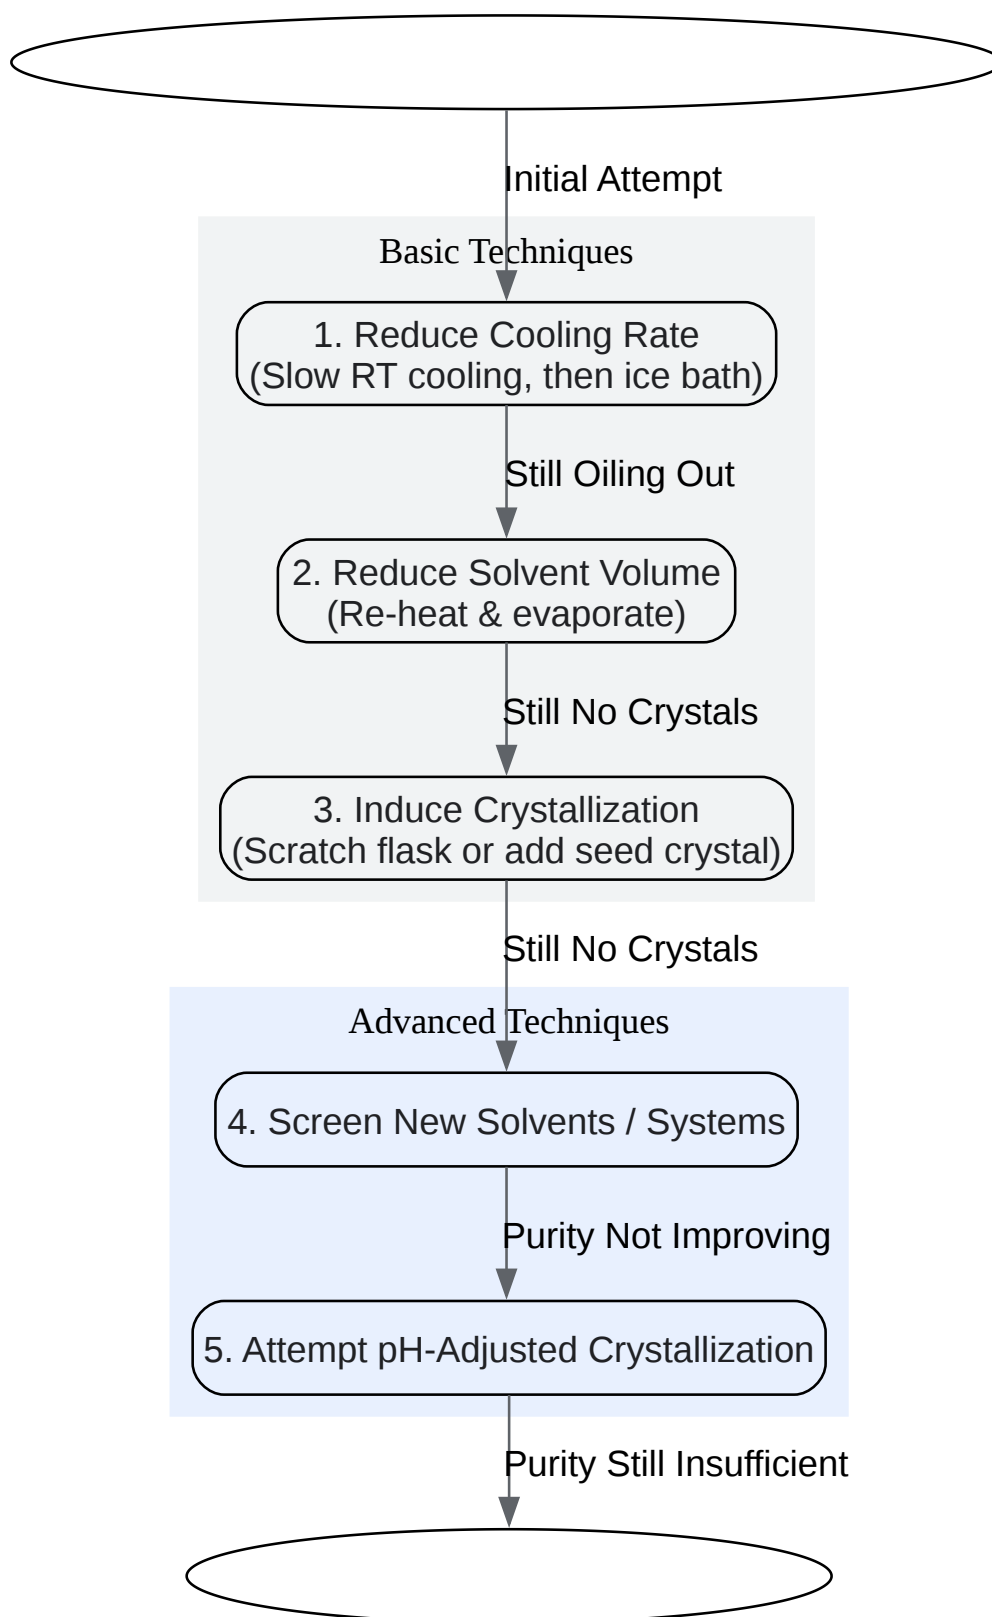 Initial Attempt
Basic Techniques
1. Reduce Cooling Rate
(Slow RT cooling, then ice bath)
Still Oiling Out
2. Reduce Solvent Volume
(Re-heat & evaporate)
Still No Crystals
3. Induce Crystallization
(Scratch flask or add seed crystal)
Still No Crystals
Advanced Techniques
4. Screen New Solvents / Systems
Purity Not Improving
5. Attempt pH-Adjusted Crystallization
Purity Still Insufficient